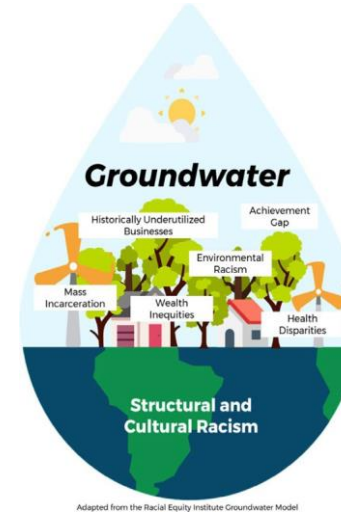 Groundwater
Historically Underutilized
Businesses
Achievement
Gap
Environmental
Racism
Mass
Incarceration
Wealth
Inequities
Health
Disparities
Structural and
Cultural Racism
Adapted from the Racial Equity Institute Groundwater Model